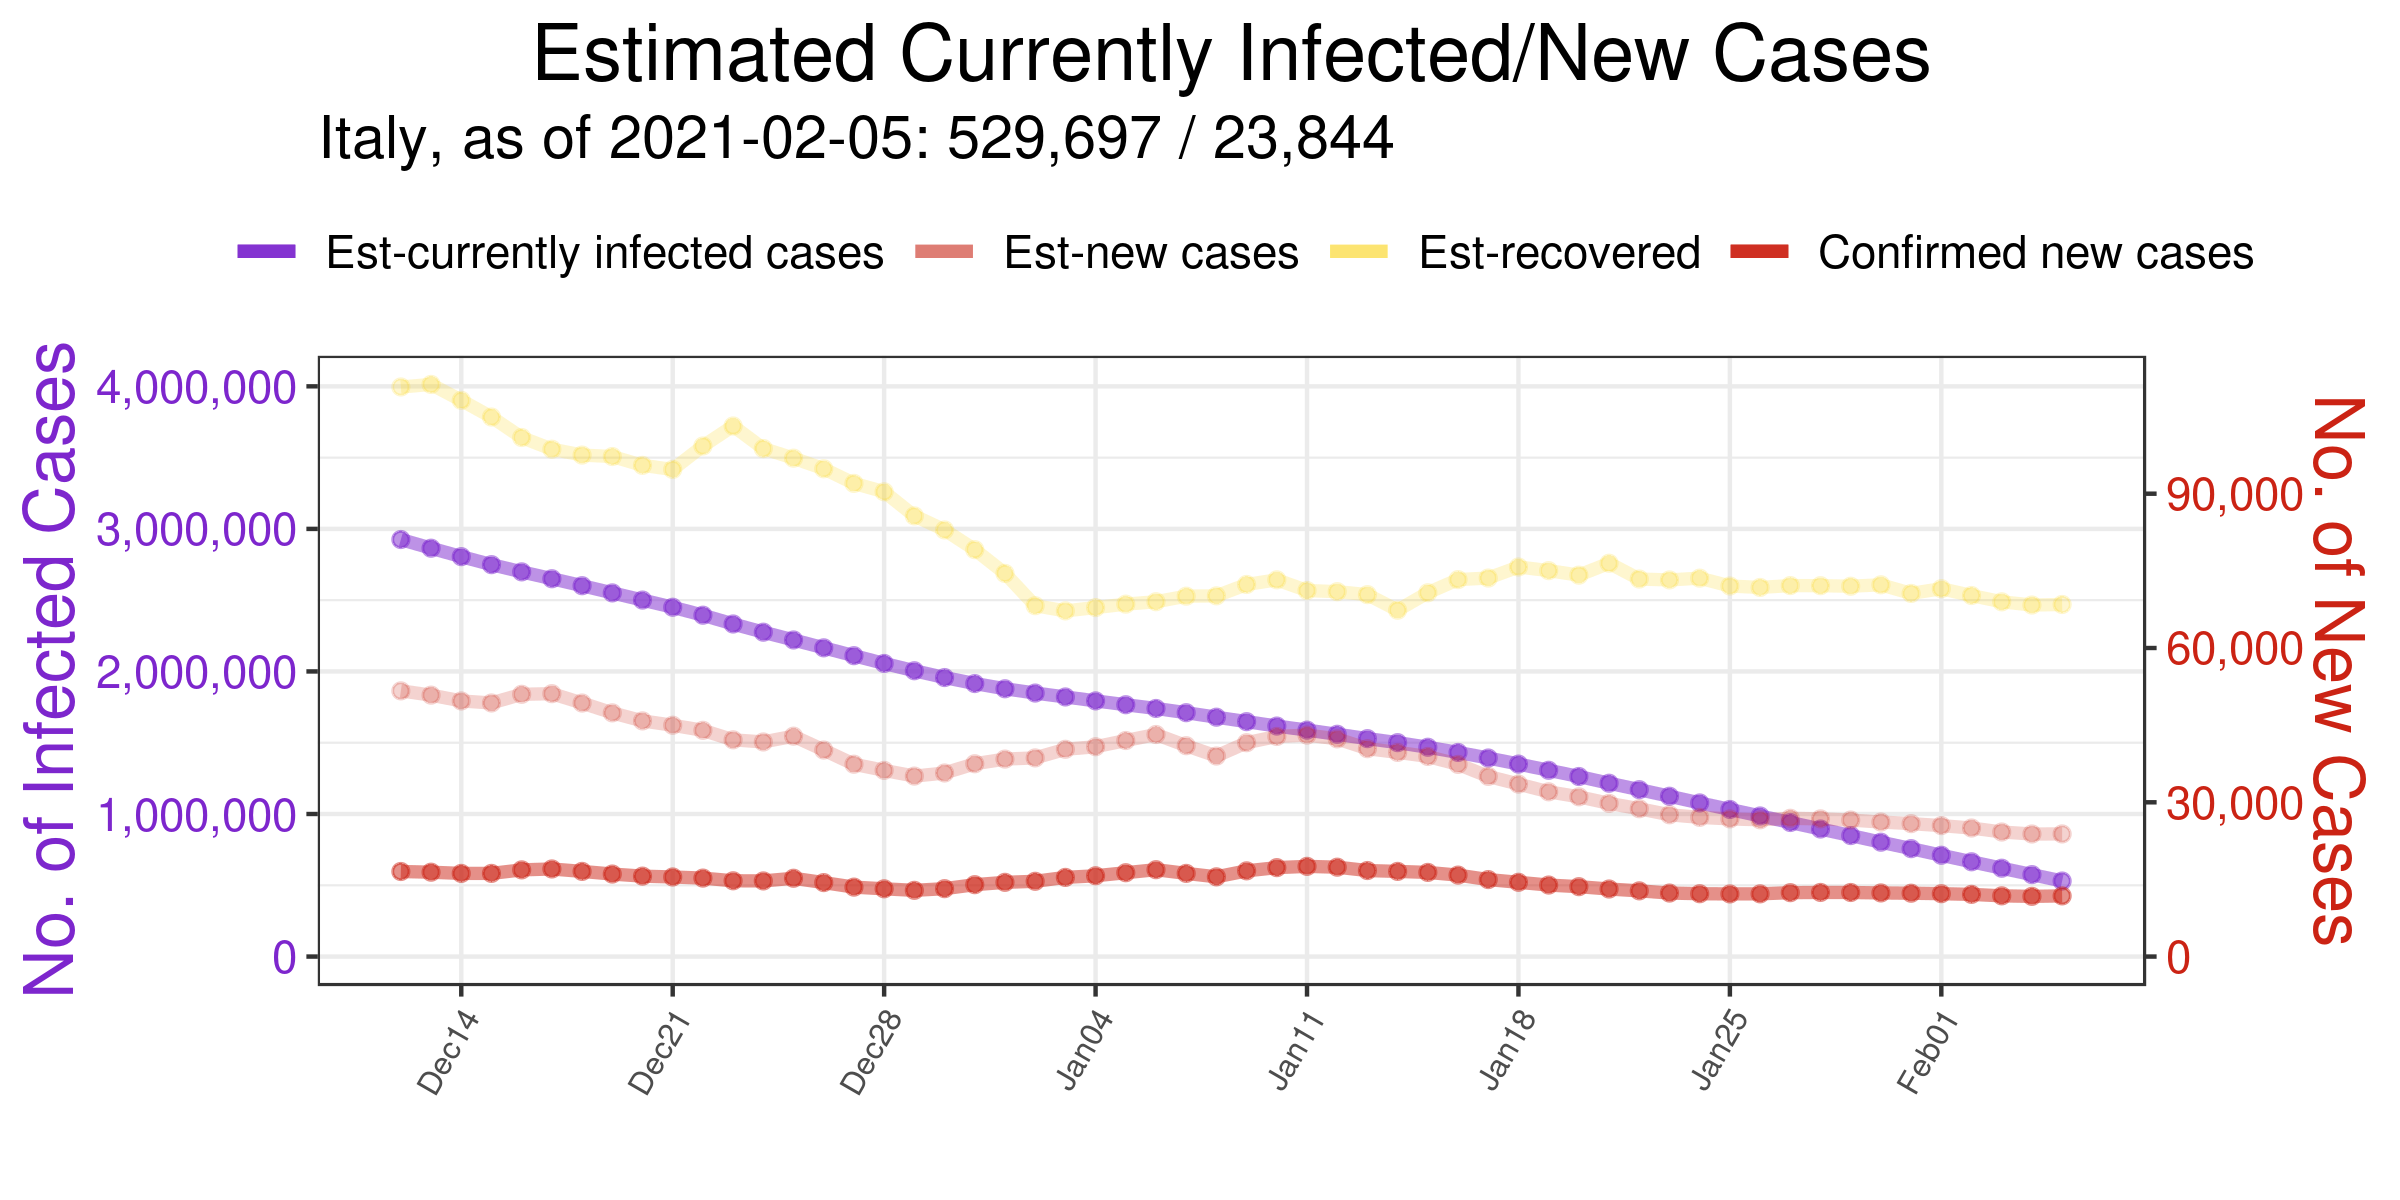 Estimated Currently Infected/New Cases
Italy, as of 2021-02-05: 529,697 / 23,844
Est-currently infected cases Est-new cases Est-recovered Confirmed new cases
No. of Infected Cases
4,000,000
3,000,000
2,000,000
1,000,000
0
90,000
60,000
30,000
0
No. of New Cases
Dec14 Dec21 Dec28 Jan04 Jan11 Jan18 Jan25 Feb01